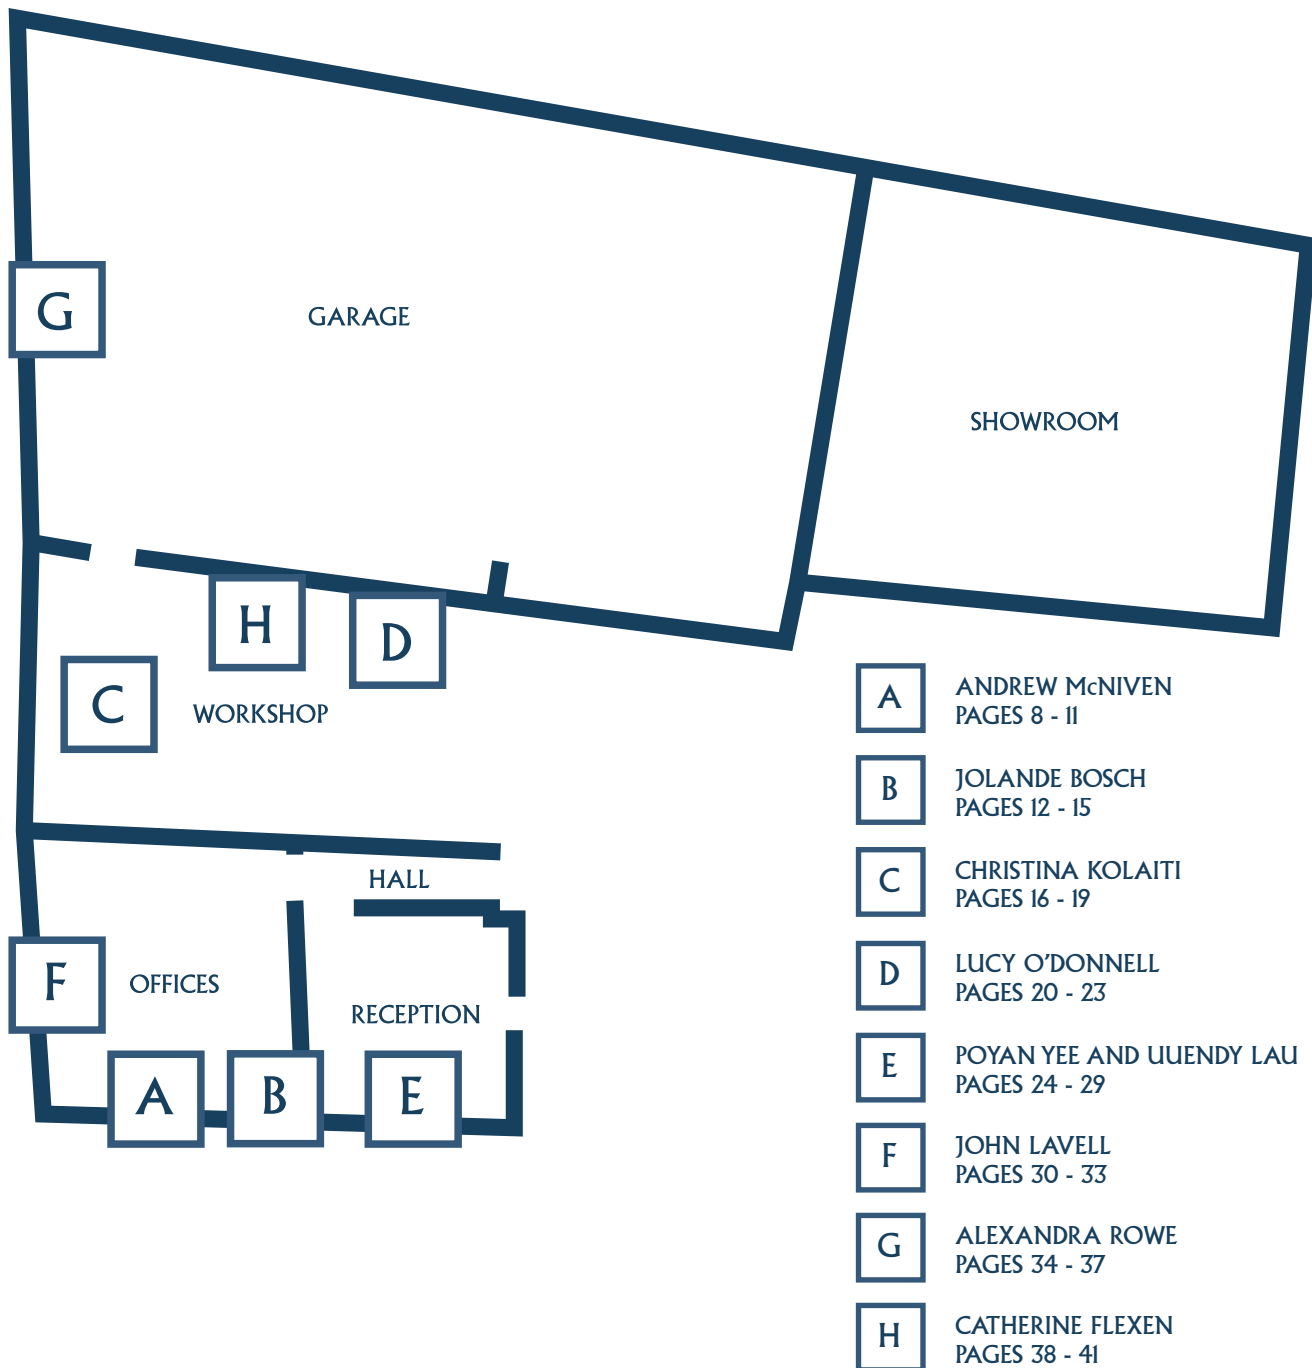 G
GARAGE
SHOWROOM
H
D
C
WORKSHOP
HALL
F
OFFICES
RECEPTION
A
B
E
A
ANDREW McNIVEN
PAGES 8 - 11
B
JOLANDE BOSCH
PAGES 12 - 15
C
CHRISTINA KOLAITI
PAGES 16 - 19
D
LUCY O'DONNELL
PAGES 20 - 23
E
POYAN YEE AND UUENDY LAU
PAGES 24 - 29
F
JOHN LAVELL
PAGES 30 - 33
G
ALEXANDRA ROWE
PAGES 34 - 37
H
CATHERINE FLEXEN
PAGES 38 - 41